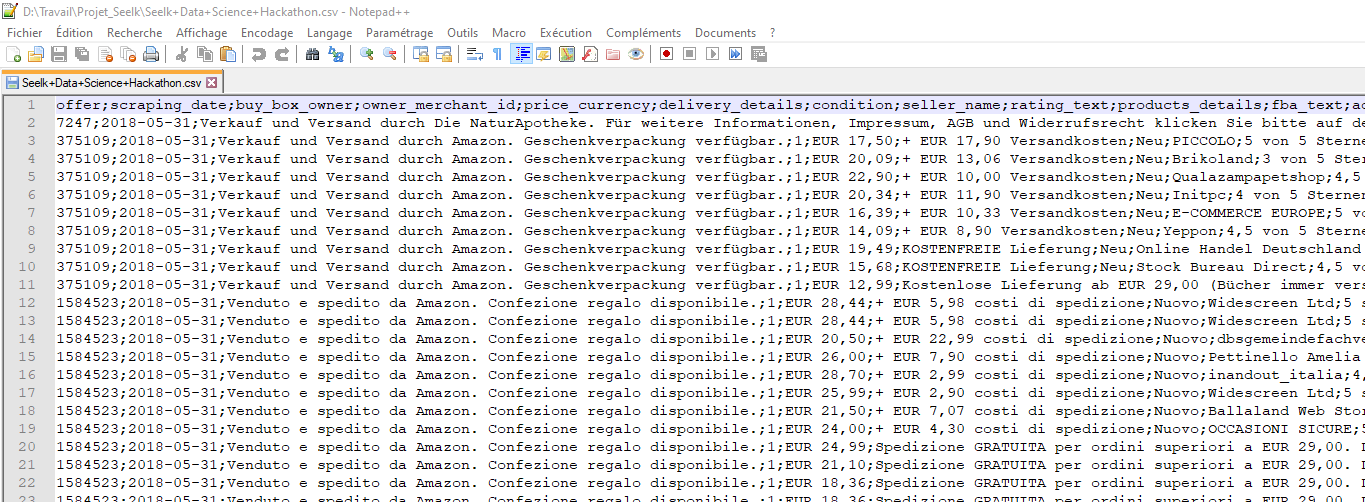 D:\Travail\Projet_Seelk\Seelk+Data+Science+Hackathon.csv - Notepad++
Fichier Édition Recherche Affichage Encodage Langage Paramétrage Outils Macro Exécution Compléments Documents ?
Seelk+Data+Science+Hackathon.csv
1 offer;scraping_date;buy_box_owner;owner_merchant_id;price_currency;delivery_details;condition;seller_name;rating_text;products_details;fba_text;ac
2 7247;2018-05-31;Verkauf und Versand durch Die NaturApotheke. Für weitere Informationen, Impressum, AGB und Widerrufsrecht klicken Sie bitte auf de
3 375109;2018-05-31;Verkauf und Versand durch Amazon. Geschenkverpackung verfügbar.;1;EUR 17,50;+ EUR 17,90 Versandkosten;Neu;PICCOLO;5 von 5 Sterne
4 375109;2018-05-31;Verkauf und Versand durch Amazon. Geschenkverpackung verfügbar.;1;EUR 20,09;+ EUR 13,06 Versandkosten;Neu;Brikoland;3 von 5 Ster
5 375109;2018-05-31;Verkauf und Versand durch Amazon. Geschenkverpackung verfügbar.;1;EUR 22,90;+ EUR 10,00 Versandkosten;Neu;Qualazampapetshop;4,5
6 375109;2018-05-31;Verkauf und Versand durch Amazon. Geschenkverpackung verfügbar.;1;EUR 20,34;+ EUR 11,90 Versandkosten;Neu;Initpc;4 von 5 Sterne
7 375109;2018-05-31;Verkauf und Versand durch Amazon. Geschenkverpackung verfügbar.;1;EUR 16,39;+ EUR 10,33 Versandkosten;Neu;E-COMMERCE EUROPE;5 vo
8 375109;2018-05-31;Verkauf und Versand durch Amazon. Geschenkverpackung verfügbar.;1;EUR 14,09;+ EUR 8,90 Versandkosten;Neu;Yeppon;4,5 von 5 Sterne
9 375109;2018-05-31;Verkauf und Versand durch Amazon. Geschenkverpackung verfügbar.;1;EUR 19,49;KOSTENFREIE Lieferung;Neu;Online Handel Deutschland
10 375109;2018-05-31;Verkauf und Versand durch Amazon. Geschenkverpackung verfügbar.;1;EUR 15,68;KOSTENFREIE Lieferung;Neu;Stock Bureau Direct;4,5 vo
11 375109;2018-05-31;Verkauf und Versand durch Amazon. Geschenkverpackung verfügbar.;1;EUR 12,99;Kostenlose Lieferung ab EUR 29,00 (Bücher immer vers
12 1584523;2018-05-31;Venduto e spedito da Amazon. Confezione regalo disponibile.;1;EUR 28,44;+ EUR 5,98 costi di spedizione;Nuovo;Widescreen Ltd;5 s
13 1584523;2018-05-31;Venduto e spedito da Amazon. Confezione regalo disponibile.;1;EUR 28,44;+ EUR 5,98 costi di spedizione;Nuovo;Widescreen Ltd;5 s
14 1584523;2018-05-31;Venduto e spedito da Amazon. Confezione regalo disponibile.;1;EUR 20,50;+ EUR 22,99 costi di spedizione;Nuovo;dbsgemeindefachve
15 1584523;2018-05-31;Venduto e spedito da Amazon. Confezione regalo disponibile.;1;EUR 26,00;+ EUR 7,90 costi di spedizione;Nuovo;Pettinello Amelia
16 1584523;2018-05-31;Venduto e spedito da Amazon. Confezione regalo disponibile.;1;EUR 28,70;+ EUR 2,99 costi di spedizione;Nuovo;inandout_italia;4,
17 1584523;2018-05-31;Venduto e spedito da Amazon. Confezione regalo disponibile.;1;EUR 25,99;+ EUR 2,90 costi di spedizione;Nuovo;Widescreen Ltd;5 s
18 1584523;2018-05-31;Venduto e spedito da Amazon. Confezione regalo disponibile.;1;EUR 21,50;+ EUR 7,07 costi di spedizione;Nuovo;Ballaland Web Sto
19 1584523;2018-05-31;Venduto e spedito da Amazon. Confezione regalo disponibile.;1;EUR 24,00;+ EUR 4,30 costi di spedizione;Nuovo;OCCASIONI SICURE;5
20 1584523;2018-05-31;Venduto e spedito da Amazon. Confezione regalo disponibile.;1;EUR 24,99;Spedizione GRATUITA per ordini superiori a EUR 29,00. I
21 1584523;2018-05-31;Venduto e spedito da Amazon. Confezione regalo disponibile.;1;EUR 21,10;Spedizione GRATUITA per ordini superiori a EUR 29,00. I
22 1584523;2018-05-31;Venduto e spedito da Amazon. Confezione regalo disponibile.;1;EUR 18,36;Spedizione GRATUITA per ordini superiori a EUR 29,00. I
23 1584523;2018-05-31;Venduto e spedito da Amazon. Confezione regalo disponibile.;1;EUR 18,36;Spedizione GRATUITA per ordini superiori a EUR 29,00.